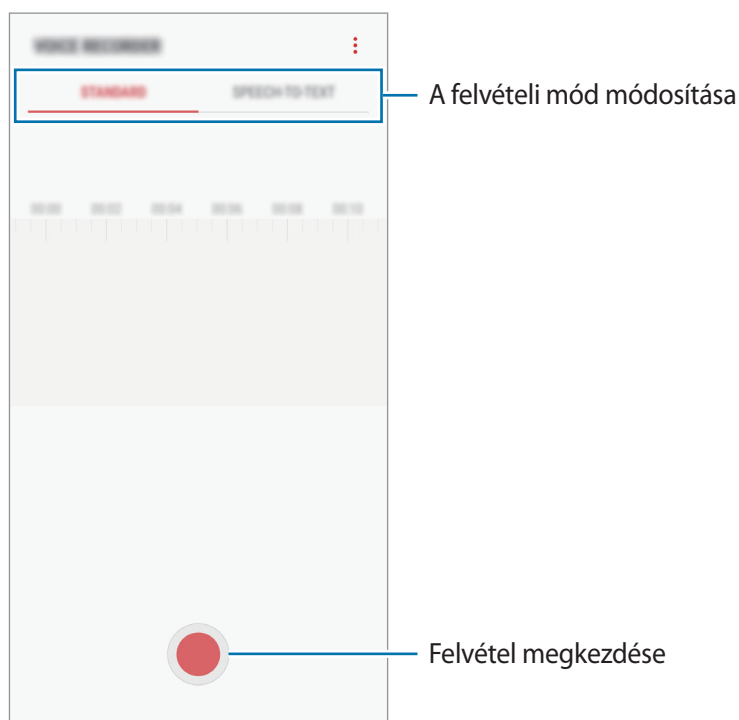 VOICE RECORDER
STANDARD SPEECH-TO-TEXT
A felvételi mód módosítása
00:00 00:02 00:04 00:06 00:08 00:10
Felvétel megkezdése